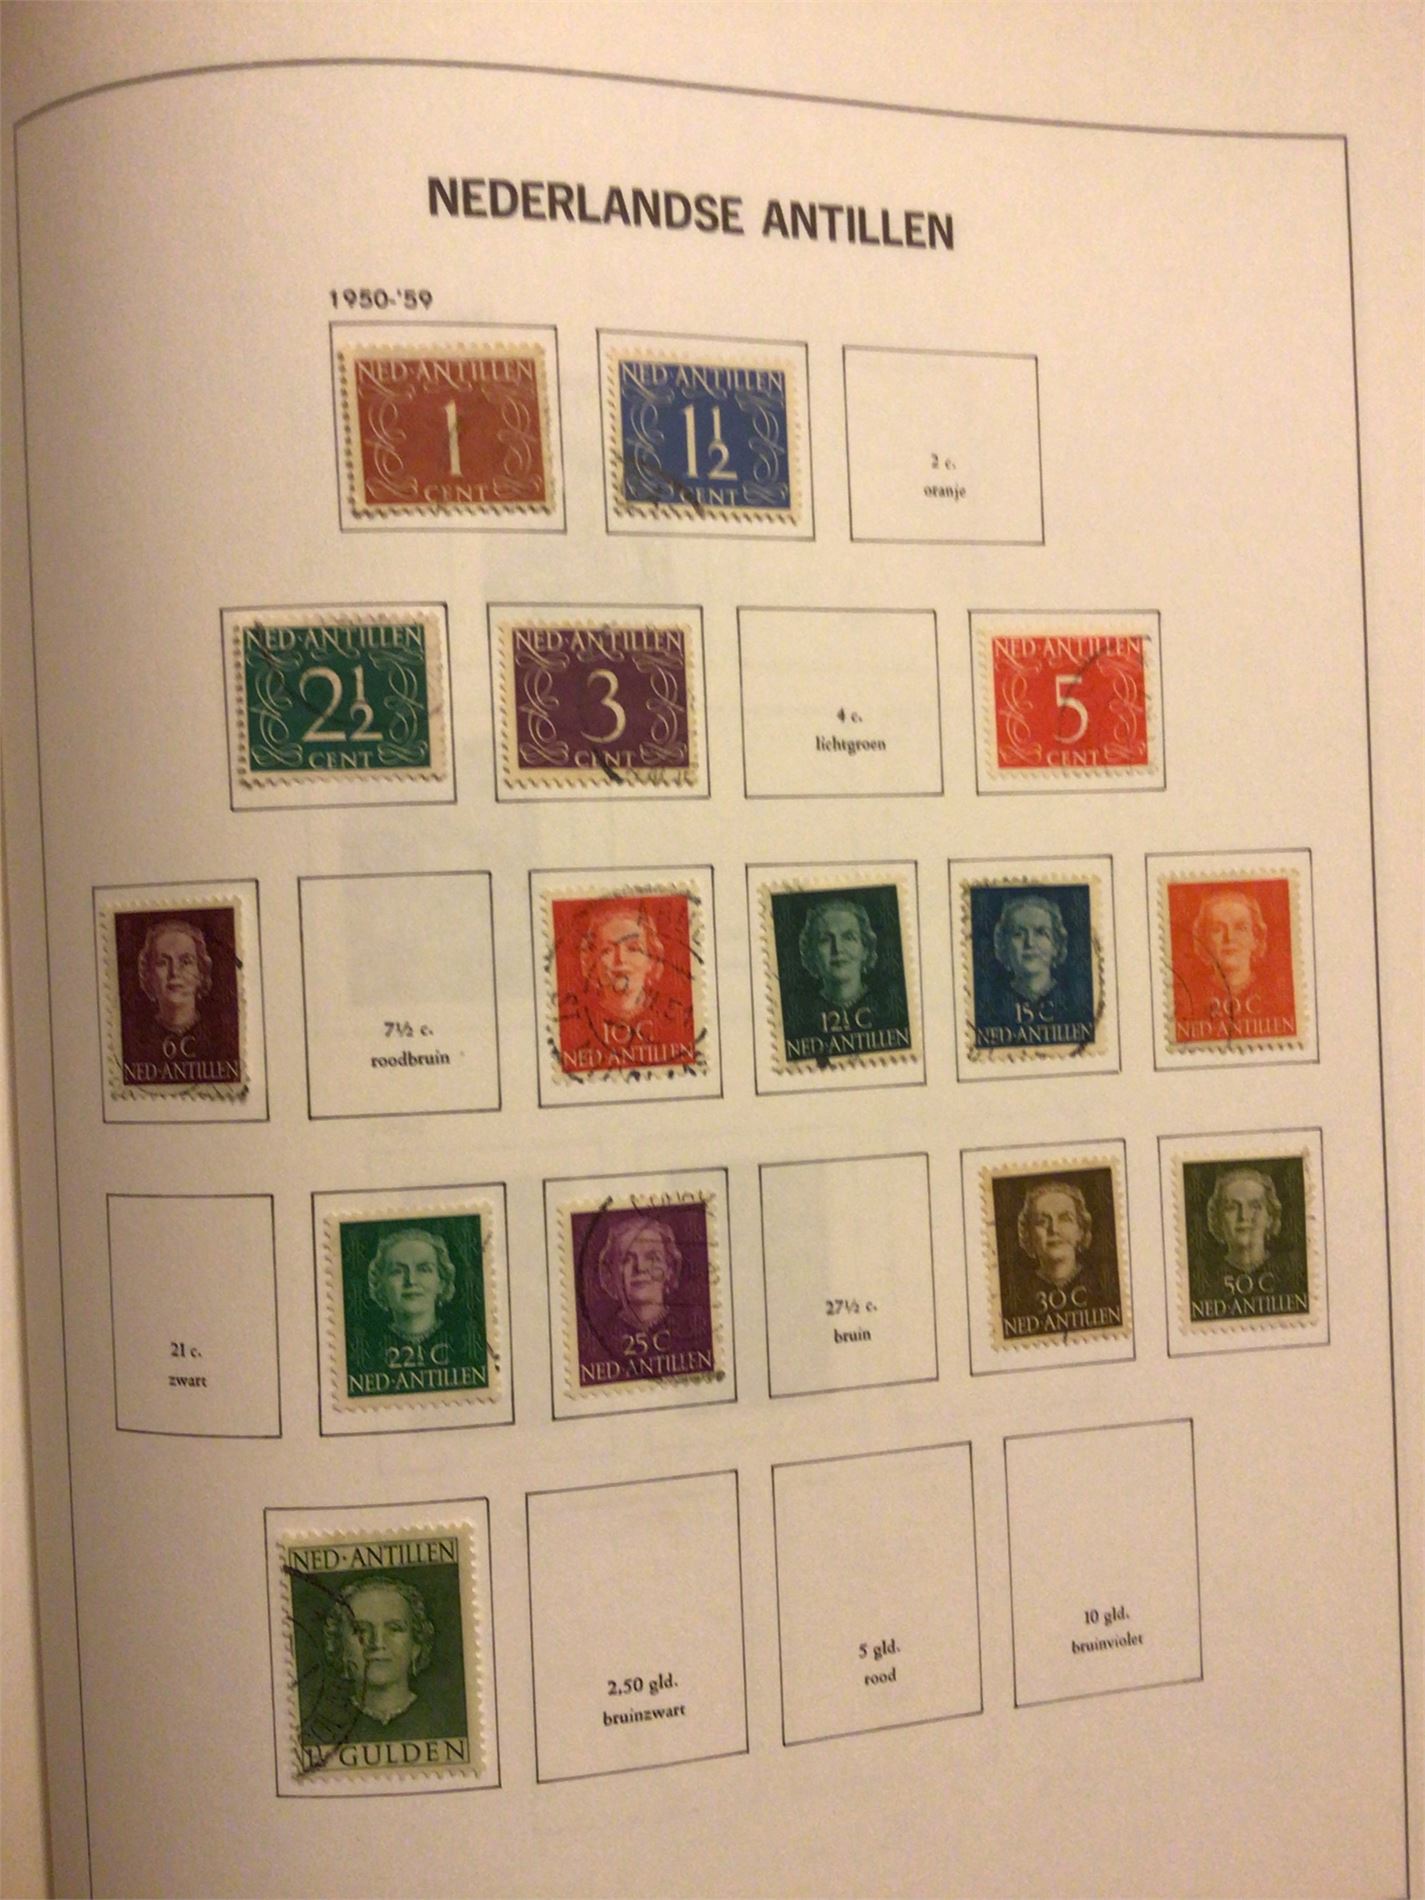 NEDERLANDSE ANTILLEN
1950-'59
NED·ANTILLEN
1
CENT
NED·ANTILLEN
1½
CENT
2 c.
oranje
NED·ANTILLEN
2½
CENT
NED·ANTILLEN
3
CENT
4 c.
lichtgroen
NED·ANTILLEN
5
CENT
6 C
NED·ANTILLEN
7½ c.
roodbruin
10 C
NED·ANTILLEN
12½ C
NED·ANTILLEN
15 C
NED·ANTILLEN
20 C
NED·ANTILLEN
21 c.
zwart
22½ C
NED·ANTILLEN
25 C
NED·ANTILLEN
27½ c.
bruin
30 C
NED·ANTILLEN
50 C
NED·ANTILLEN
NED·ANTILLEN
GULDEN
2,50 gld.
bruinzwart
5 gld.
rood
10 gld.
bruinviolet